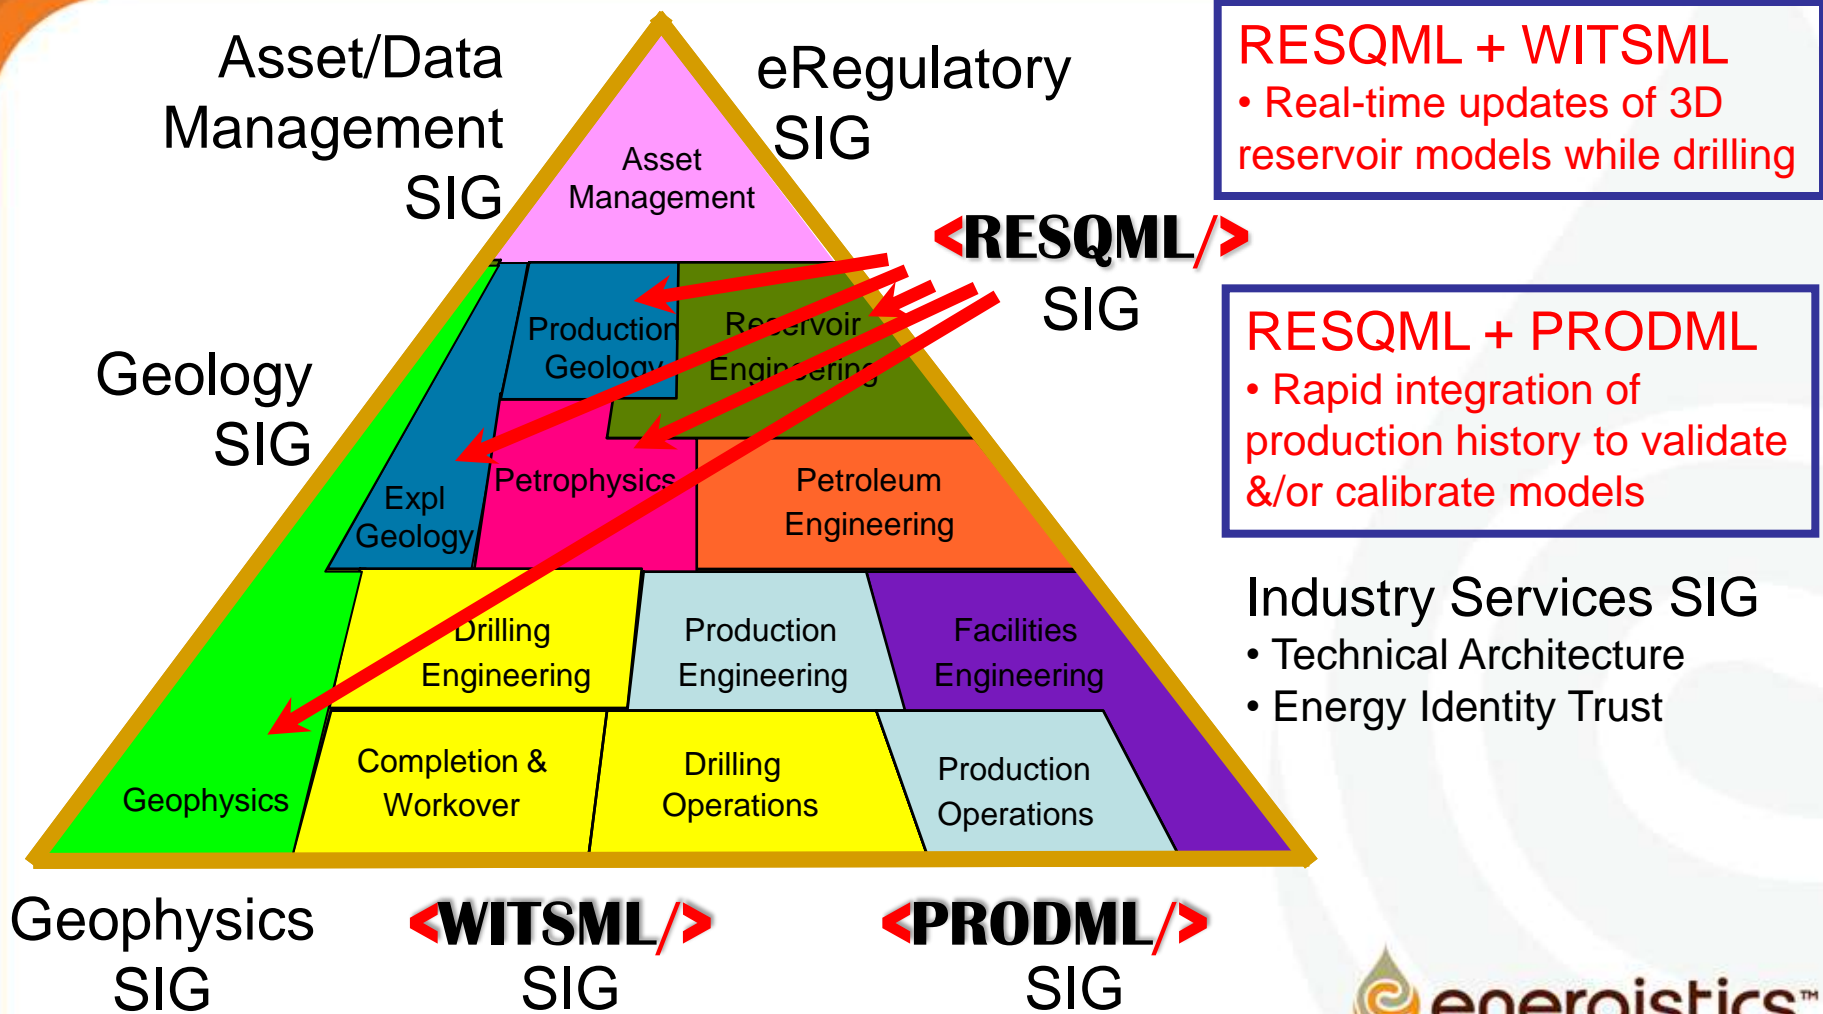 Asset/Data
Management
SIG
eRegulatory
SIG
RESQML + WITSML
• Real-time updates of 3D
reservoir models while drilling
Asset
Management
<RESQML/>
SIG
Production
Geology
Reservoir
Engineering
RESQML + PRODML
• Rapid integration of
production history to validate
&/or calibrate models
Geology
SIG
Expl
Geology
Petrophysics
Petroleum
Engineering
Industry Services SIG
• Technical Architecture
• Energy Identity Trust
Drilling
Engineering
Production
Engineering
Facilities
Engineering
Geophysics
Completion &
Workover
Drilling
Operations
Production
Operations
Geophysics
SIG
<WITSML/>
SIG
<PRODML/>
SIG
energistics™